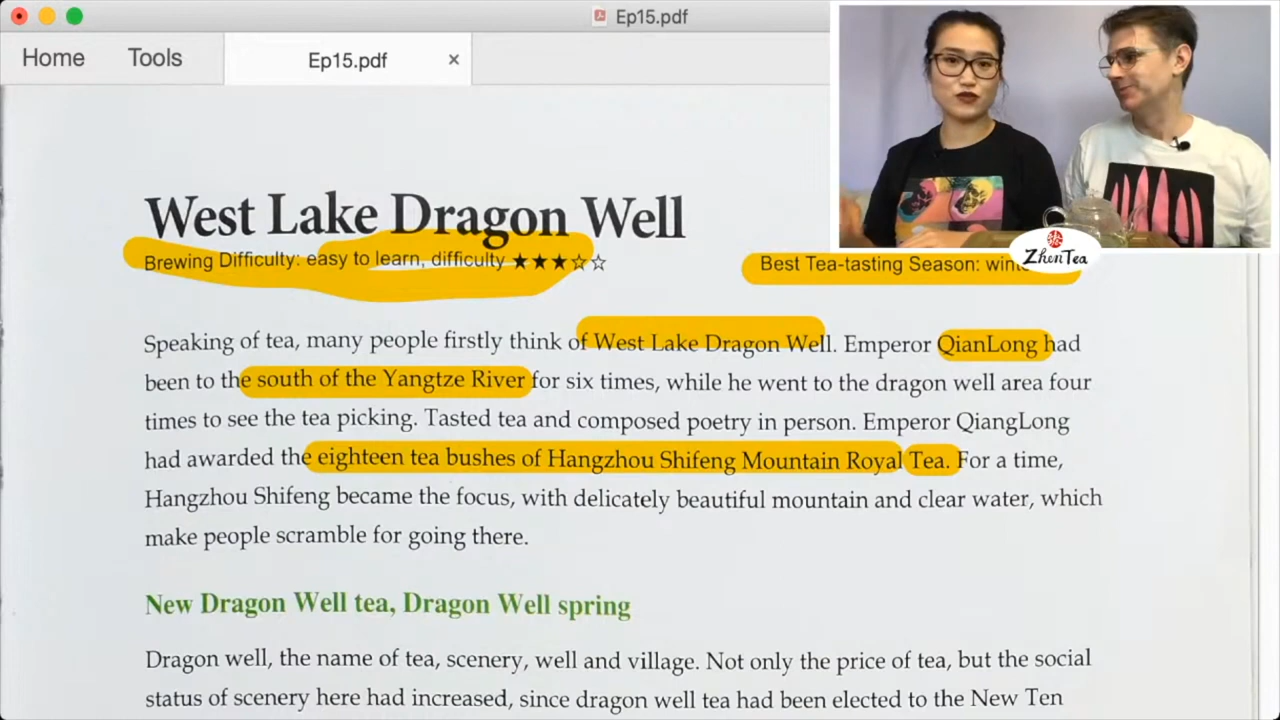 Ep15.pdf
Home Tools Ep15.pdf ×
West Lake Dragon Well
Brewing Difficulty: easy to learn, difficulty ★★★☆☆
Best Tea-tasting Season:
ZhenTea
Speaking of tea, many people firstly think of West Lake Dragon Well. Emperor QianLong had
been to the south of the Yangtze River for six times, while he went to the dragon well area four
times to see the tea picking. Tasted tea and composed poetry in person. Emperor QiangLong
had awarded the eighteen tea bushes of Hangzhou Shifeng Mountain Royal Tea. For a time,
Hangzhou Shifeng became the focus, with delicately beautiful mountain and clear water, which
make people scramble for going there.
New Dragon Well tea, Dragon Well spring
Dragon well, the name of tea, scenery, well and village. Not only the price of tea, but the social
status of scenery here had increased, since dragon well tea had been elected to the New Ten